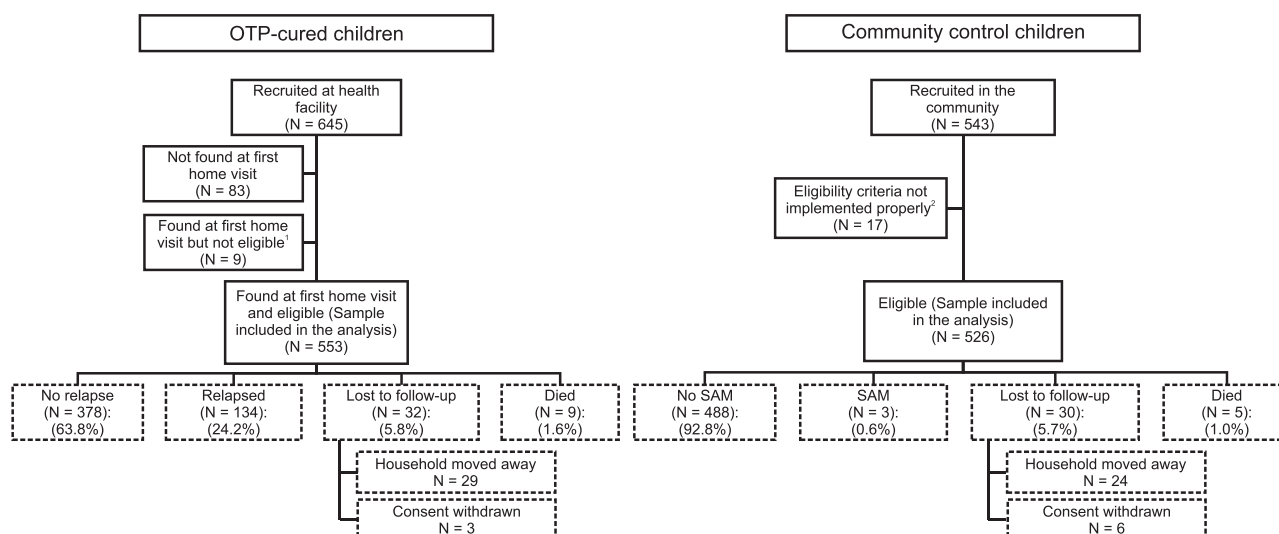 OTP-cured children
Recruited at health
facility
(N = 645)
Not found at first
home visit
(N = 83)
Found at first home
visit but not eligible¹
(N = 9)
Found at first home visit
and eligible (Sample
included in the analysis)
(N = 553)
No relapse
(N = 378):
(63.8%)
Relapsed
(N = 134):
(24.2%)
Lost to follow-up
(N = 32):
(5.8%)
Died
(N = 9):
(1.6%)
Household moved away
N = 29
Consent withdrawn
N = 3
Community control children
Recruited in the
community
(N = 543)
Eligibility criteria not
implemented properly²
(N = 17)
Eligible (Sample included
in the analysis)
(N = 526)
No SAM
(N = 488):
(92.8%)
SAM
(N = 3):
(0.6%)
Lost to follow-up
(N = 30):
(5.7%)
Died
(N = 5):
(1.0%)
Household moved away
N = 24
Consent withdrawn
N = 6